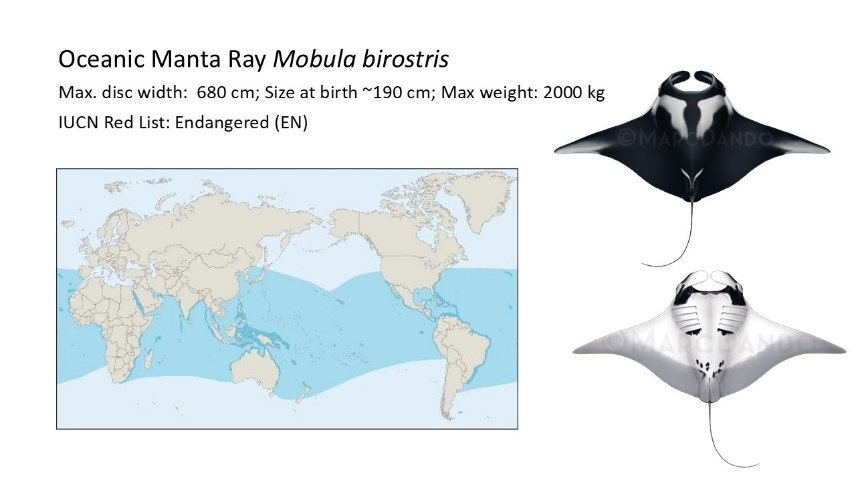 Oceanic Manta Ray Mobula birostris
Max. disc width:  680 cm; Size at birth ~190 cm; Max weight: 2000 kg
IUCN Red List: Endangered (EN)
©MARCDANDO
©MARCDANDO